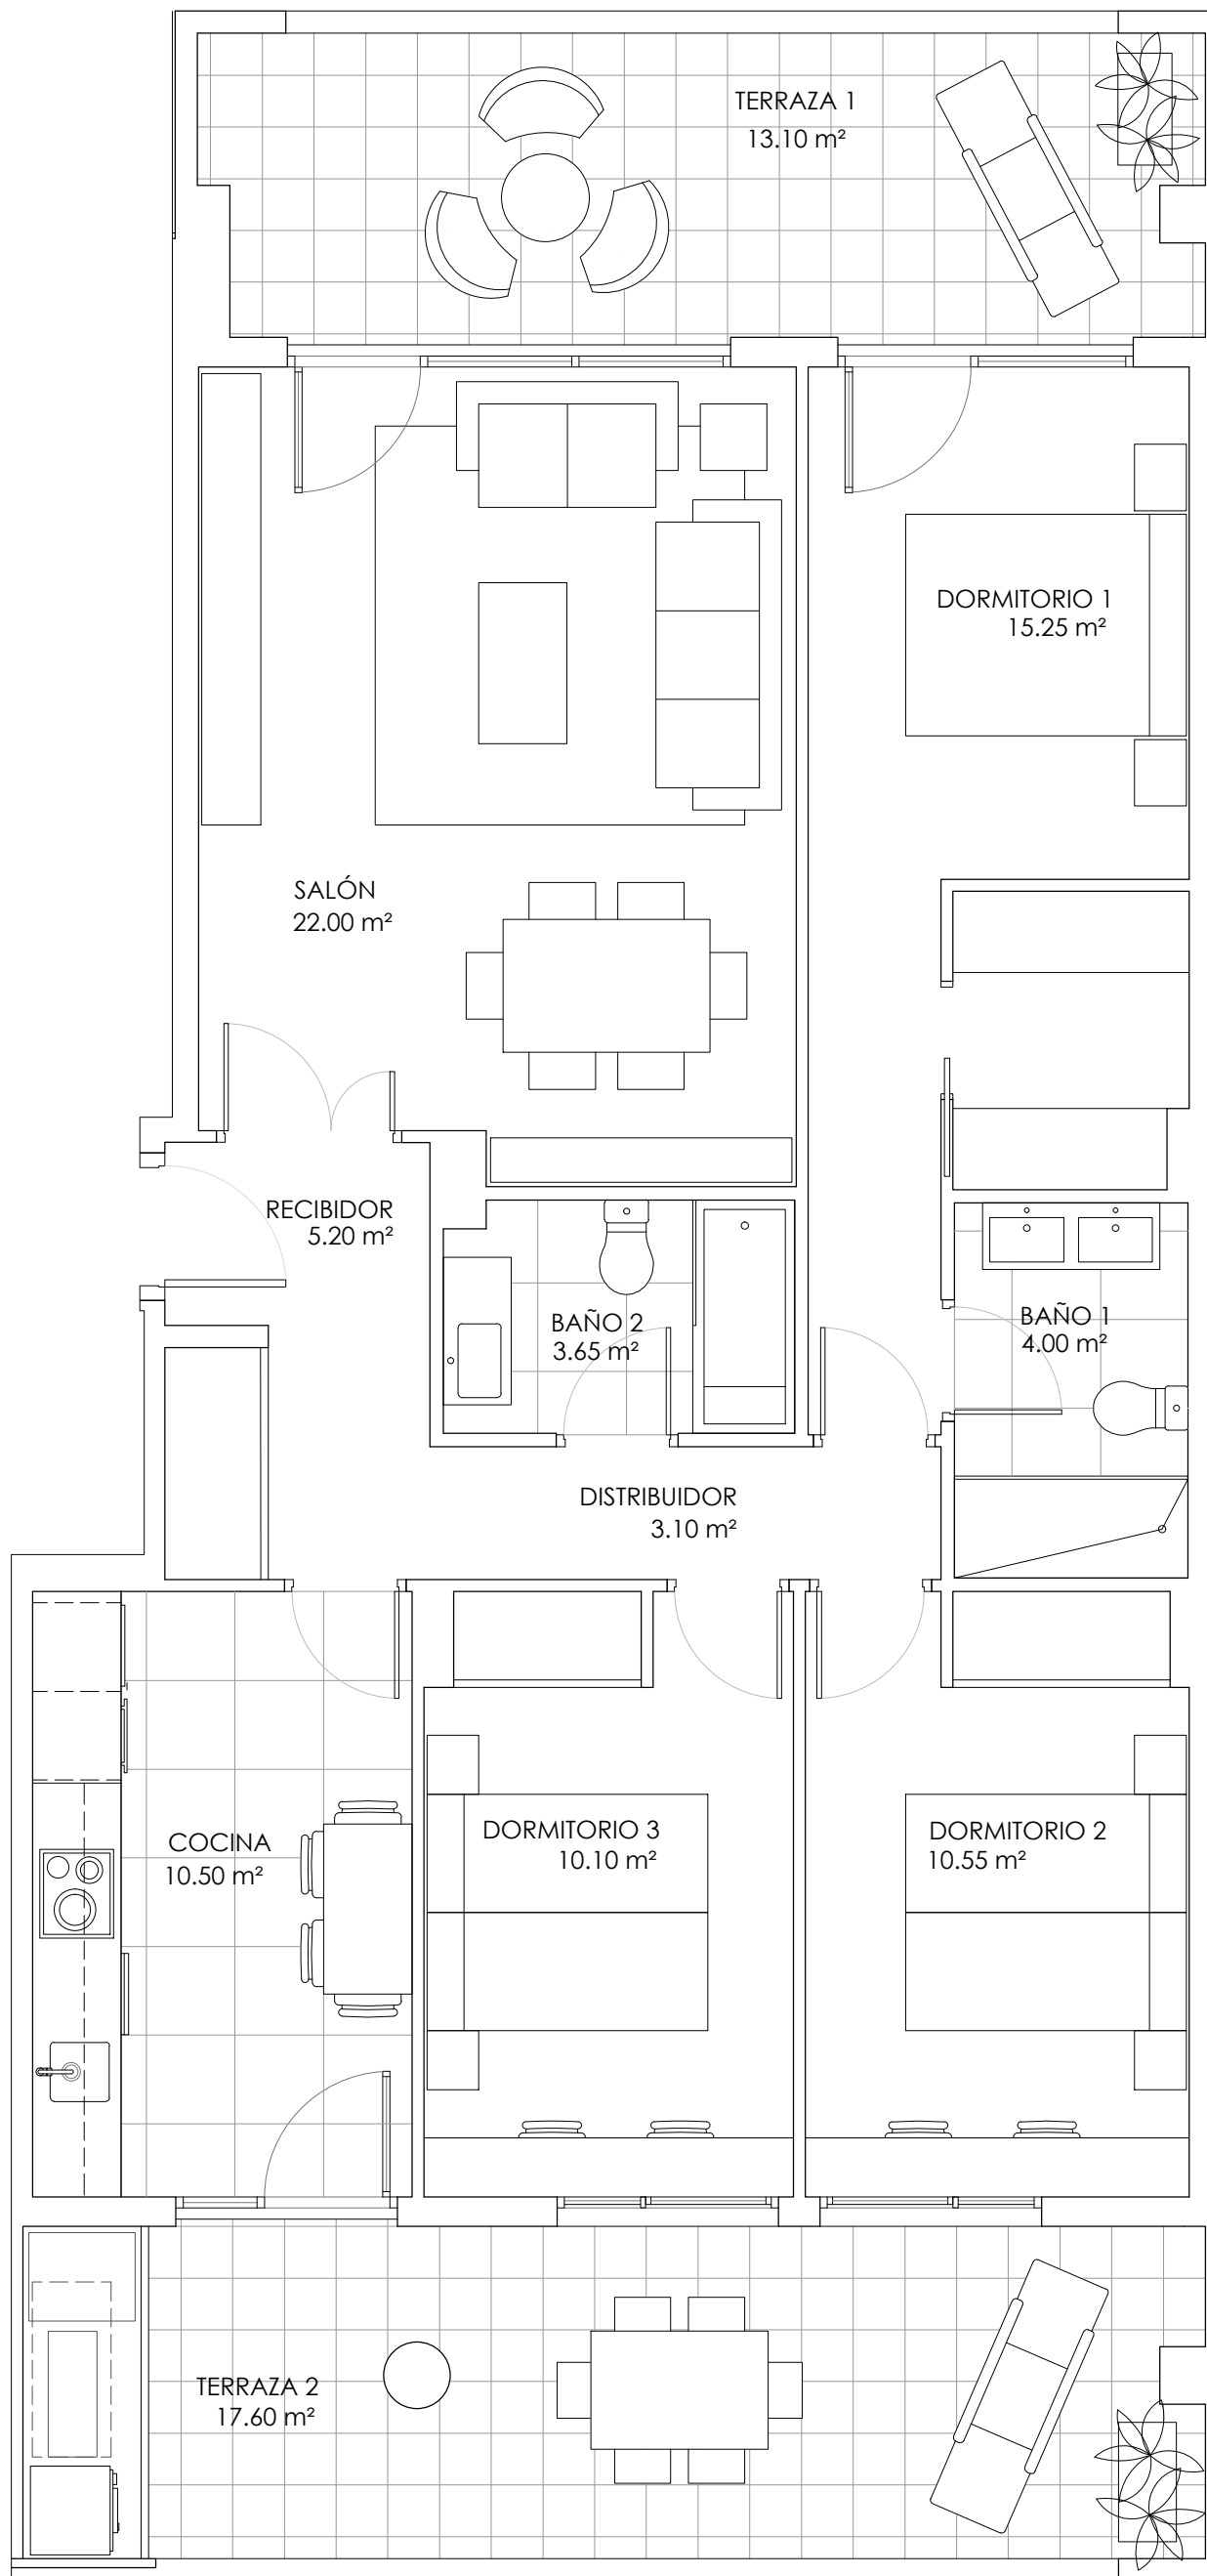 TERRAZA 1
13.10 m²
DORMITORIO 1
15.25 m²
SALÓN
22.00 m²
RECIBIDOR
5.20 m²
BAÑO 2
3.65 m²
BAÑO 1
4.00 m²
DISTRIBUIDOR
3.10 m²
COCINA
10.50 m²
DORMITORIO 3
10.10 m²
DORMITORIO 2
10.55 m²
TERRAZA 2
17.60 m²